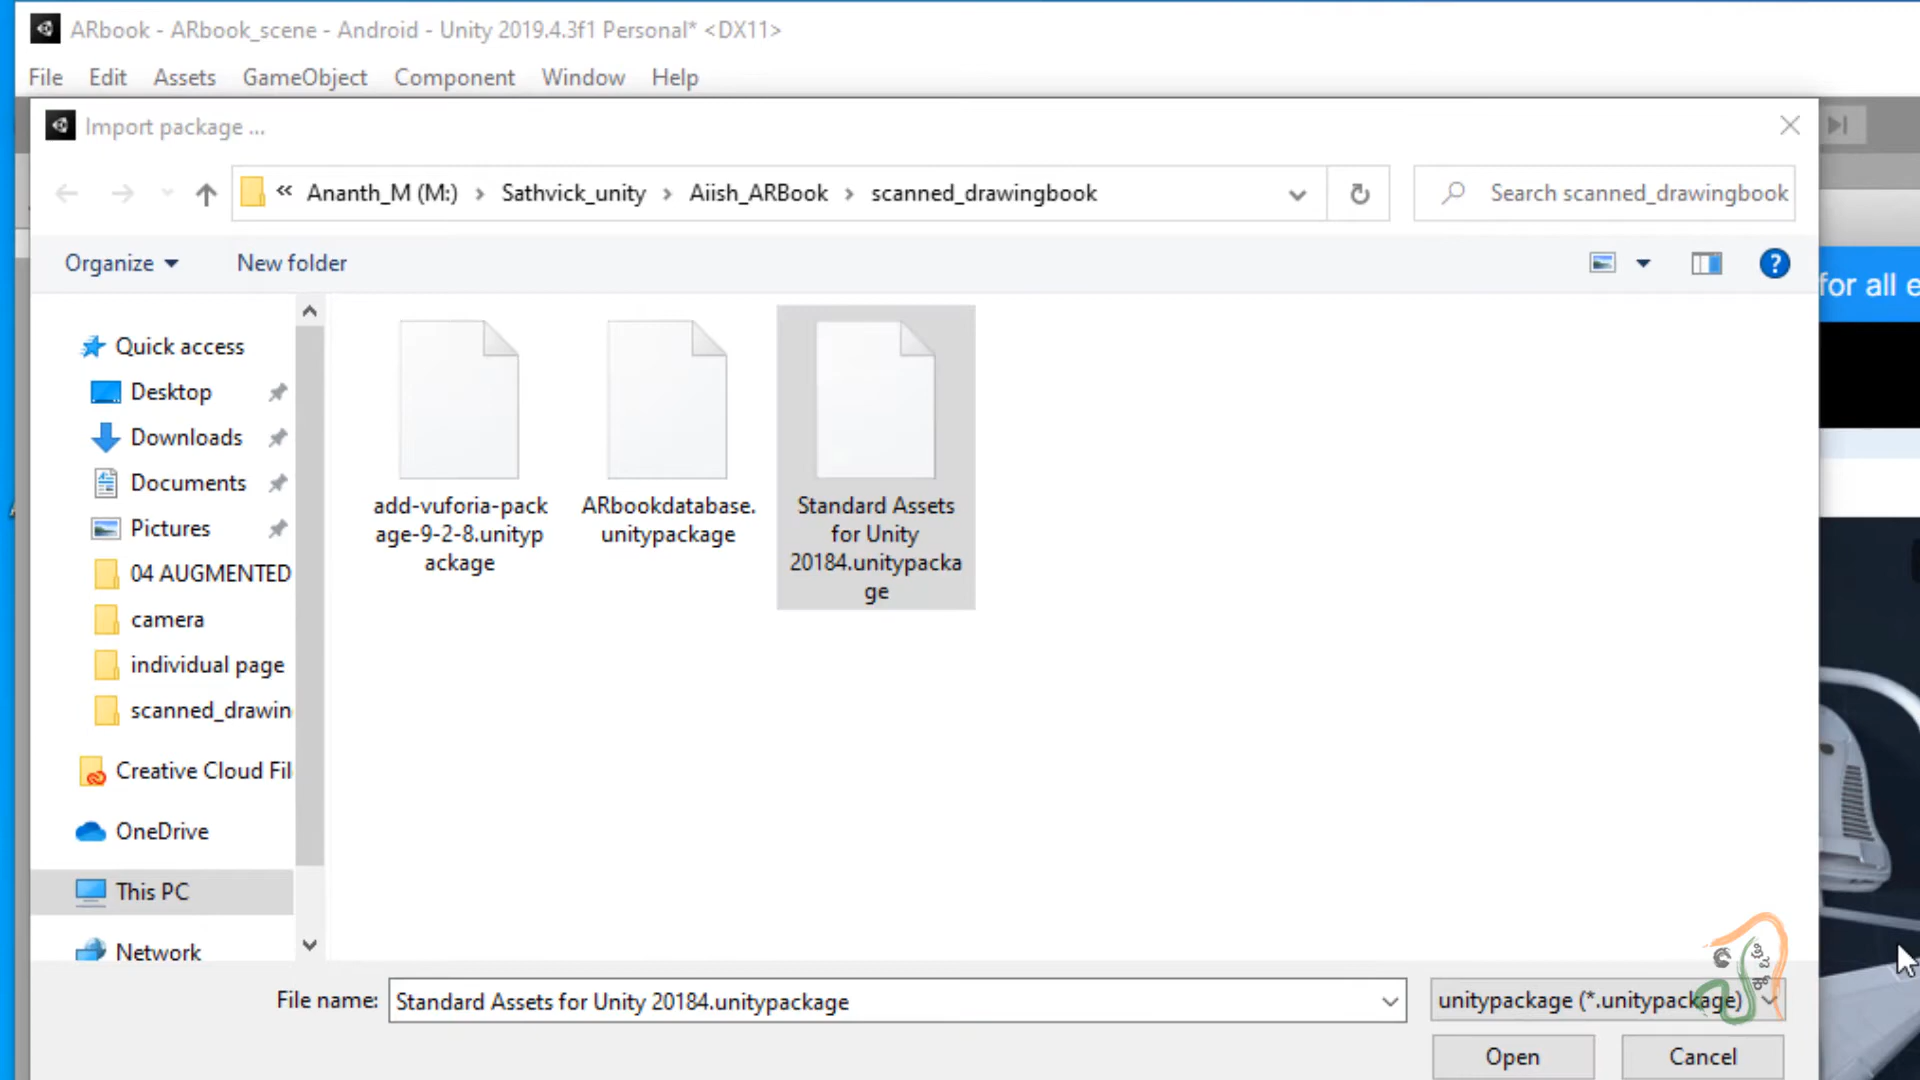 ARbook - ARbook_scene - Android - Unity 2019.4.3f1 Personal* <DX11>
File Edit Assets GameObject Component Window Help
Import package ...
« Ananth_M (M:) > Sathvick_unity > Aiish_ARBook > scanned_drawingbook
Search scanned_drawingbook
Organize New folder
for all e
Quick access
Desktop
Downloads
Documents
Pictures
04 AUGMENTED
camera
individual page
scanned_drawin
Creative Cloud Fil
OneDrive
This PC
Network
add-vuforia-pack
age-9-2-8.unityp
ackage
ARbookdatabase.
unitypackage
Standard Assets
for Unity
20184.unitypacka
ge
File name: Standard Assets for Unity 20184.unitypackage
unitypackage (*.unitypackage)
Open Cancel